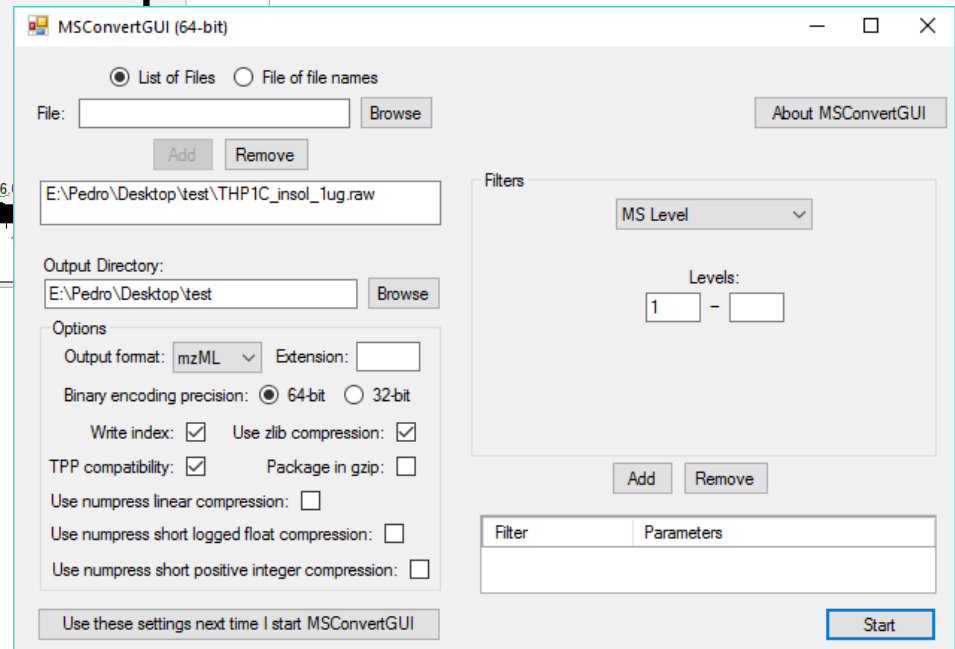 MSConvertGUI (64-bit)
List of Files File of file names
File: Browse
About MSConvertGUI
Add Remove
E:\Pedro\Desktop\test\THP1C_insol_1ug.raw
Filters
MS Level
Output Directory:
E:\Pedro\Desktop\test Browse
Levels:
1 -
Options
Output format: mzML Extension:
Binary encoding precision: 64-bit 32-bit
Write index: Use zlib compression:
TPP compatibility: Package in gzip:
Use numpress linear compression:
Use numpress short logged float compression:
Use numpress short positive integer compression:
Add Remove
Filter Parameters
Use these settings next time I start MSConvertGUI
Start